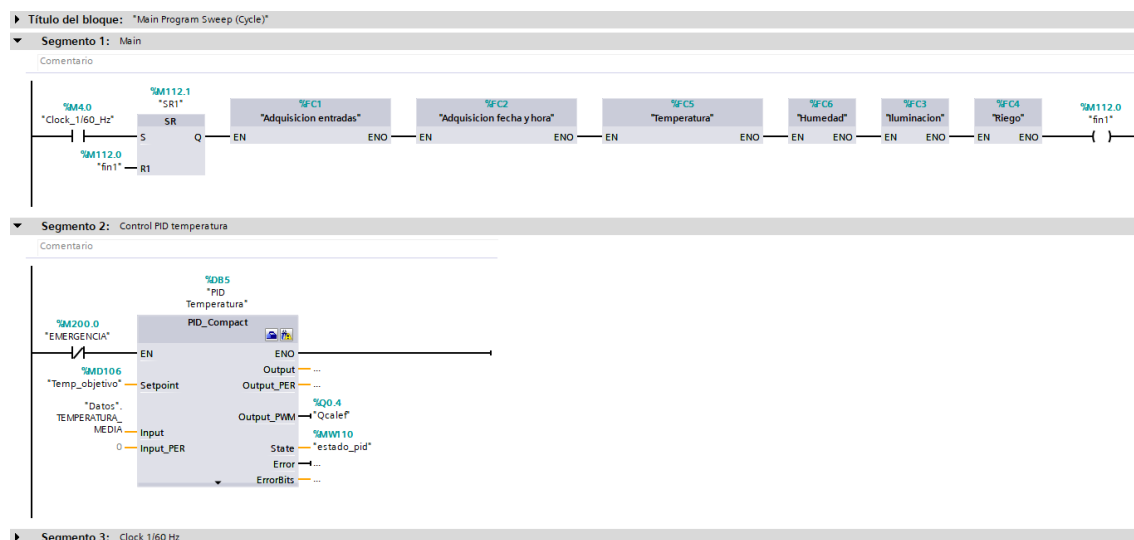 Título del bloque: "Main Program Sweep (Cycle)"
Segmento 1: Main
Comentario
%M112.1
"SR1"
%M4.0
"Clock_1/60_Hz"
SR
S Q
%M112.0
"fin1"
R1
%FC1
"Adquisicion entradas"
EN ENO
%FC2
"Adquisicion fecha y hora"
EN ENO
%FC5
"Temperatura"
EN ENO
%FC6
"Humedad"
EN ENO
%FC3
"Iluminacion"
EN ENO
%FC4
"Riego"
EN ENO
%M112.0
"fin1"
Segmento 2: Control PID temperatura
Comentario
%DB5
"PID
Temperatura"
PID_Compact
%M200.0
"EMERGENCIA"
EN ENO
%MD106
"Temp_objetivo"
Setpoint
Output ...
Output_PER ...
"Datos".
TEMPERATURA_
MEDIA
Input
0 Input_PER
%Q0.4
Output_PWM "Qcalef"
%MW110
State "estado_pid"
Error ...
ErrorBits ...
Segmento 3: Clock 1/60 Hz